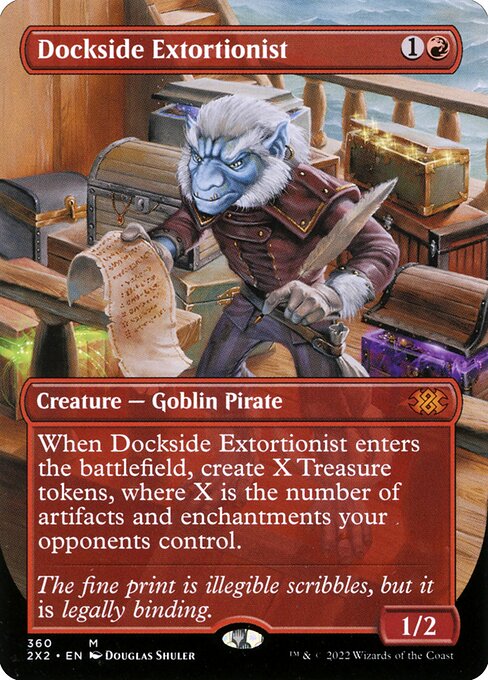 Dockside Extortionist 1
Creature — Goblin Pirate
When Dockside Extortionist enters
the battlefield, create X Treasure
tokens, where X is the number of
artifacts and enchantments your
opponents control.
The fine print is illegible scribbles, but it
is legally binding.
1/2
360 M
2X2 • EN DOUGLAS SHULER
™ & © 2022 Wizards of the Coast